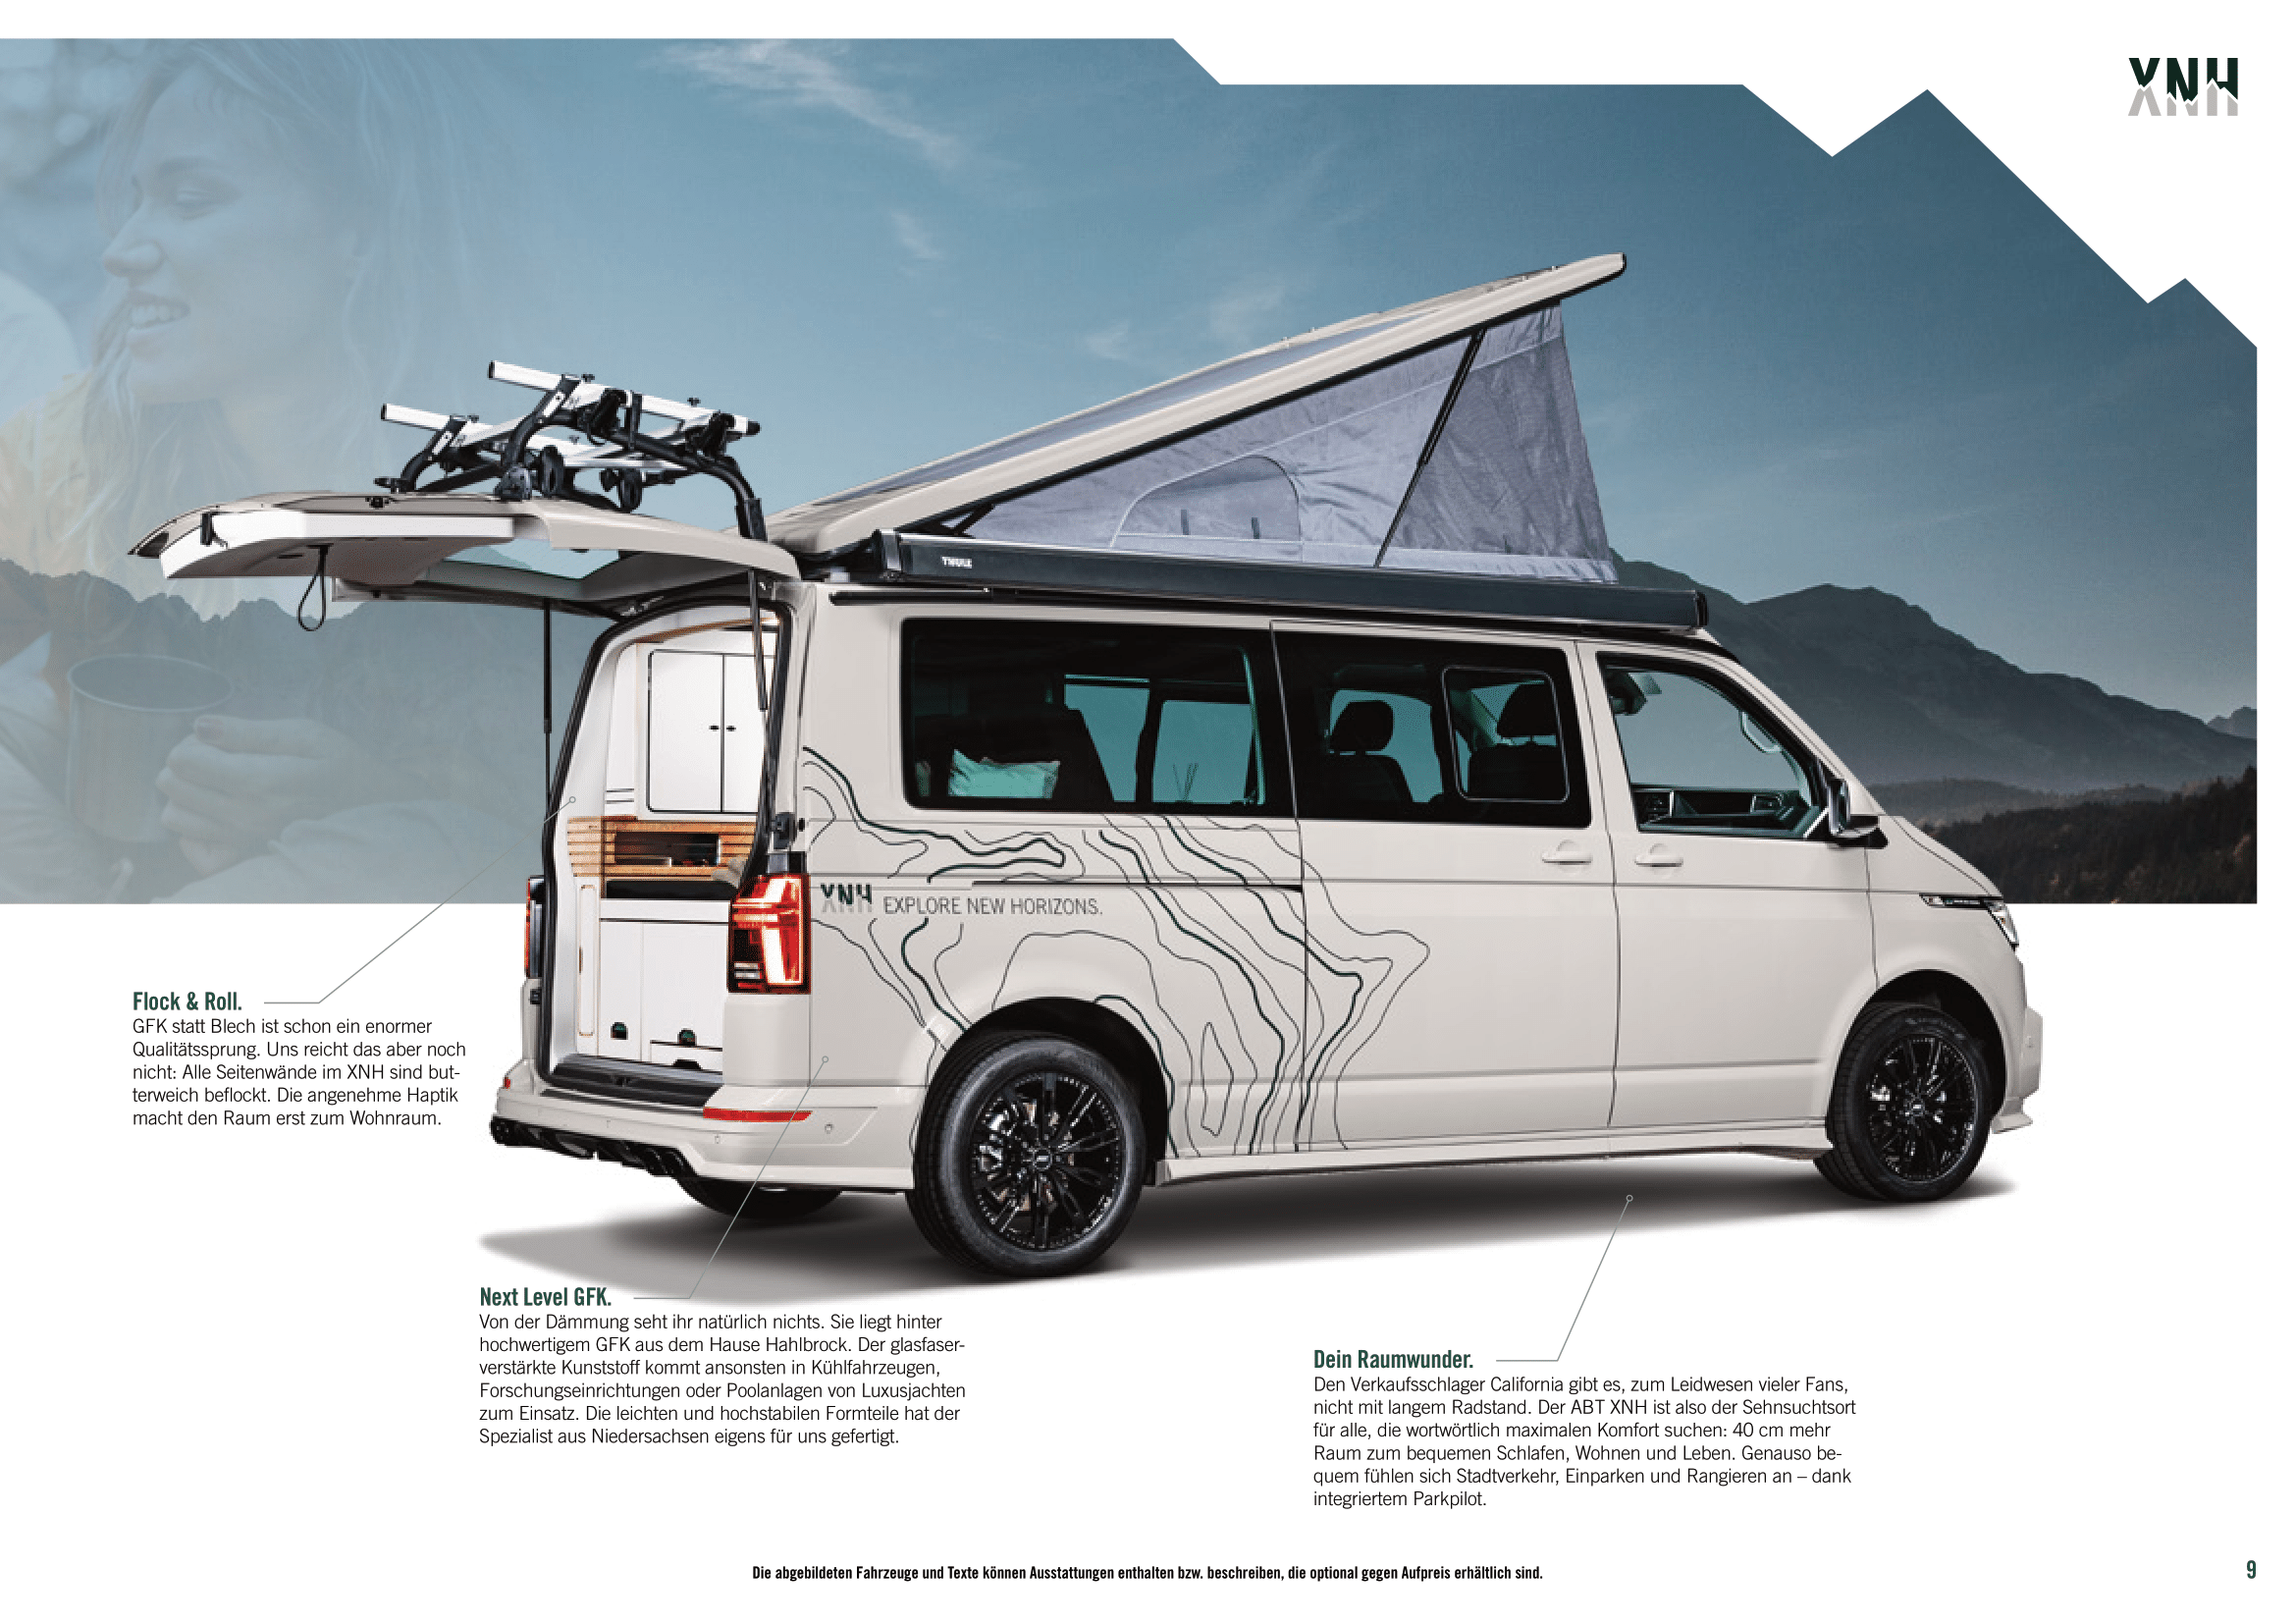 XNH
THULE
XNH EXPLORE NEW HORIZONS.
Flock & Roll.
GFK statt Blech ist schon ein enormer
Qualitätssprung. Uns reicht das aber noch
nicht: Alle Seitenwände im XNH sind but-
terweich beflockt. Die angenehme Haptik
macht den Raum erst zum Wohnraum.
Next Level GFK.
Von der Dämmung seht ihr natürlich nichts. Sie liegt hinter
hochwertigem GFK aus dem Hause Hahlbrock. Der glasfaser-
verstärkte Kunststoff kommt ansonsten in Kühlfahrzeugen,
Forschungseinrichtungen oder Poolanlagen von Luxusjachten
zum Einsatz. Die leichten und hochstabilen Formteile hat der
Spezialist aus Niedersachsen eigens für uns gefertigt.
Dein Raumwunder.
Den Verkaufsschlager California gibt es, zum Leidwesen vieler Fans,
nicht mit langem Radstand. Der ABT XNH ist also der Sehnsuchtsort
für alle, die wortwörtlich maximalen Komfort suchen: 40 cm mehr
Raum zum bequemen Schlafen, Wohnen und Leben. Genauso be-
quem fühlen sich Stadtverkehr, Einparken und Rangieren an – dank
integriertem Parkpilot.
Die abgebildeten Fahrzeuge und Texte können Ausstattungen enthalten bzw. beschreiben, die optional gegen Aufpreis erhältlich sind.
9